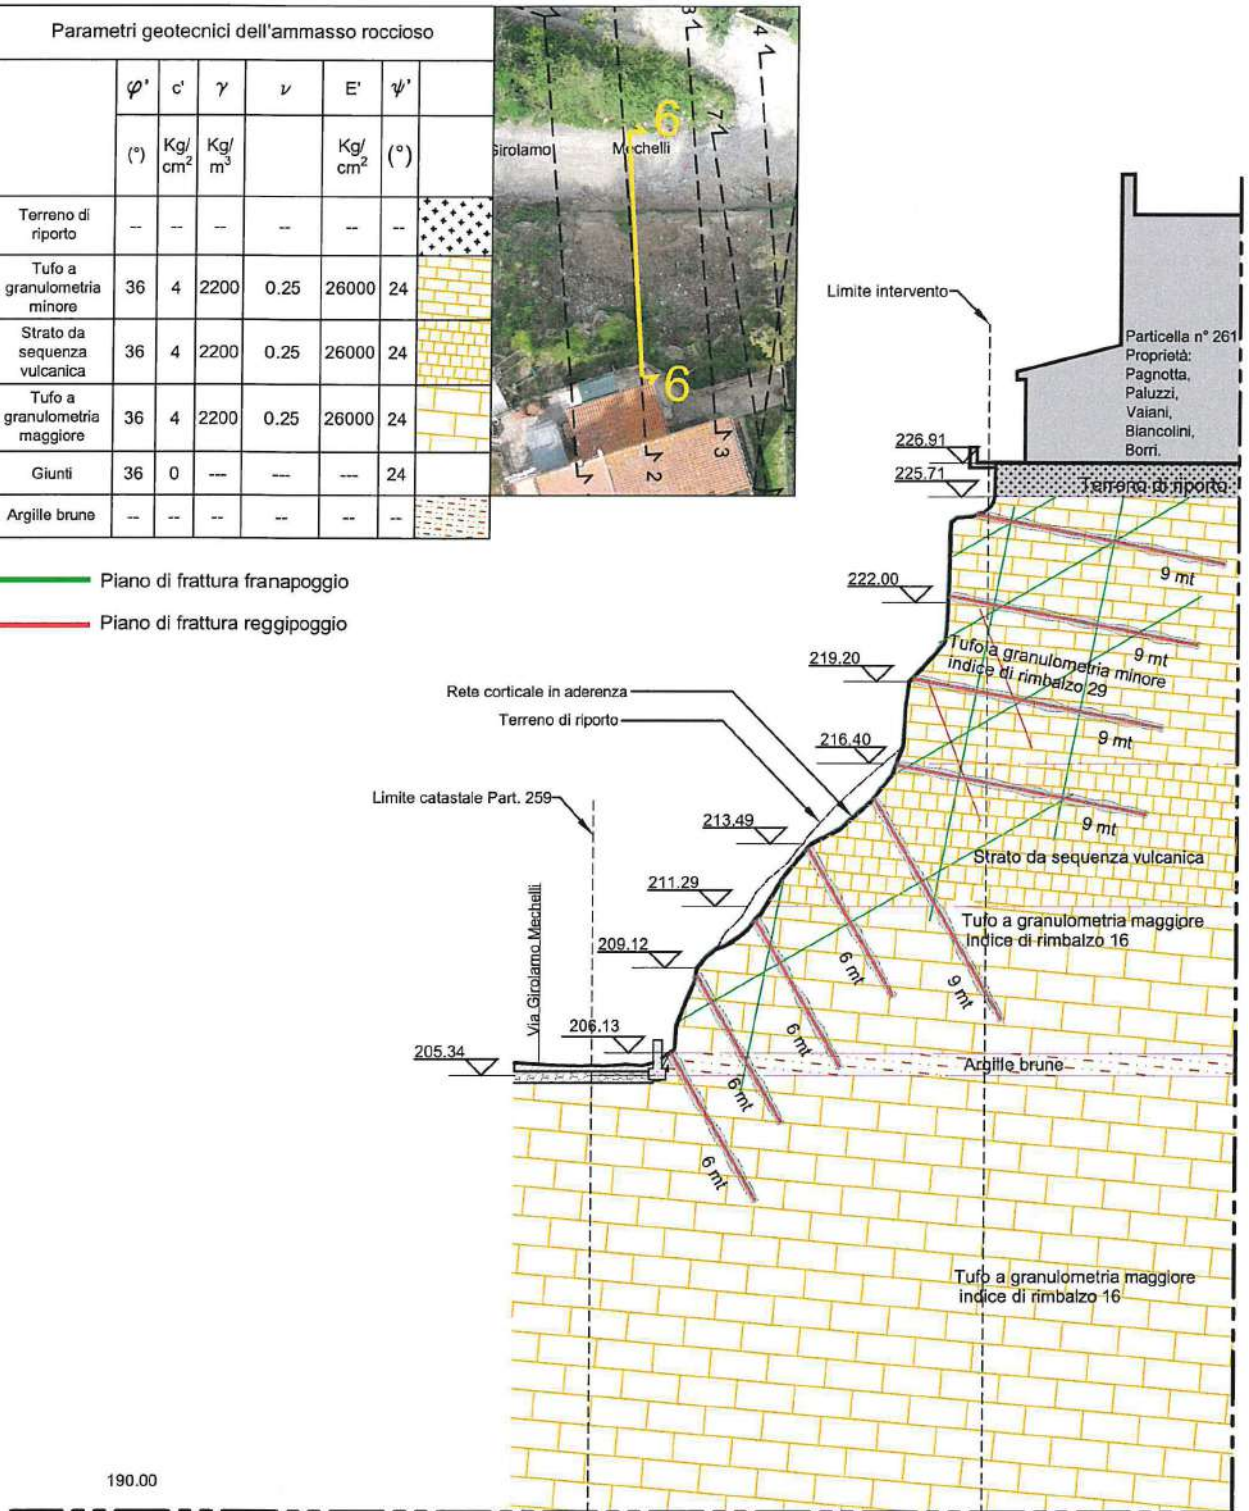 Parametri geotecnici dell'ammasso roccioso
φ' c' γ ν E' ψ'
(°) Kg/cm² Kg/m³ Kg/cm² (°)
Terreno di
riporto
-- -- -- -- -- --
Tufo a
granulometria
minore
36 4 2200 0.25 26000 24
Strato da
sequenza
vulcanica
36 4 2200 0.25 26000 24
Tufo a
granulometria
maggiore
36 4 2200 0.25 26000 24
Giunti 36 0 --- ---- --- 24
Argille brune -- -- -- -- -- --
Piano di frattura franapoggio
Piano di frattura reggipoggio
3
4
7
6
Girolamo Mechelli
6
3
2
Limite intervento
Particella n° 261
Proprietà:
Pagnotta,
Paluzzi,
Vaiani,
Biancolini,
Borri.
226.91
225.71
Terreno di riporto
9 mt
222.00
9 mt
Tufo a granulometria minore
indice di rimbalzo 29
219.20
9 mt
Rete corticale in aderenza
Terreno di riporto
216.40
9 mt
Limite catastale Part. 259
213.49
Strato da sequenza vulcanica
211.29
Tufo a granulometria maggiore
indice di rimbalzo 16
209.12
6 mt
9 mt
Via Girolamo Mechelli
206.13
6 mt
205.34
Argille brune
6 mt
6 mt
Tufo a granulometria maggiore
indice di rimbalzo 16
190.00